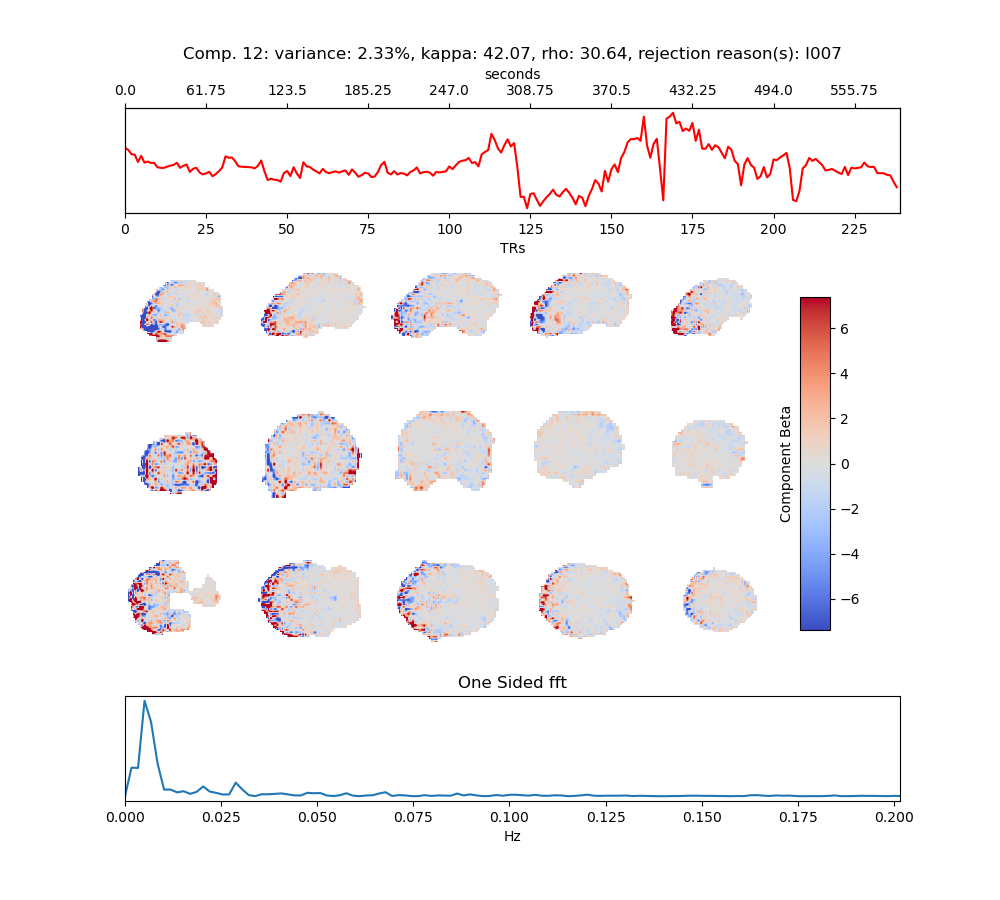 Comp. 12: variance: 2.33%, kappa: 42.07, rho: 30.64, rejection reason(s): I007
seconds
0.0 61.75 123.5 185.25 247.0 308.75 370.5 432.25 494.0 555.75
0 25 50 75 100 125 150 175 200 225
TRs
Component Beta
6
4
2
0
−2
−4
−6
One Sided fft
0.000 0.025 0.050 0.075 0.100 0.125 0.150 0.175 0.200
Hz